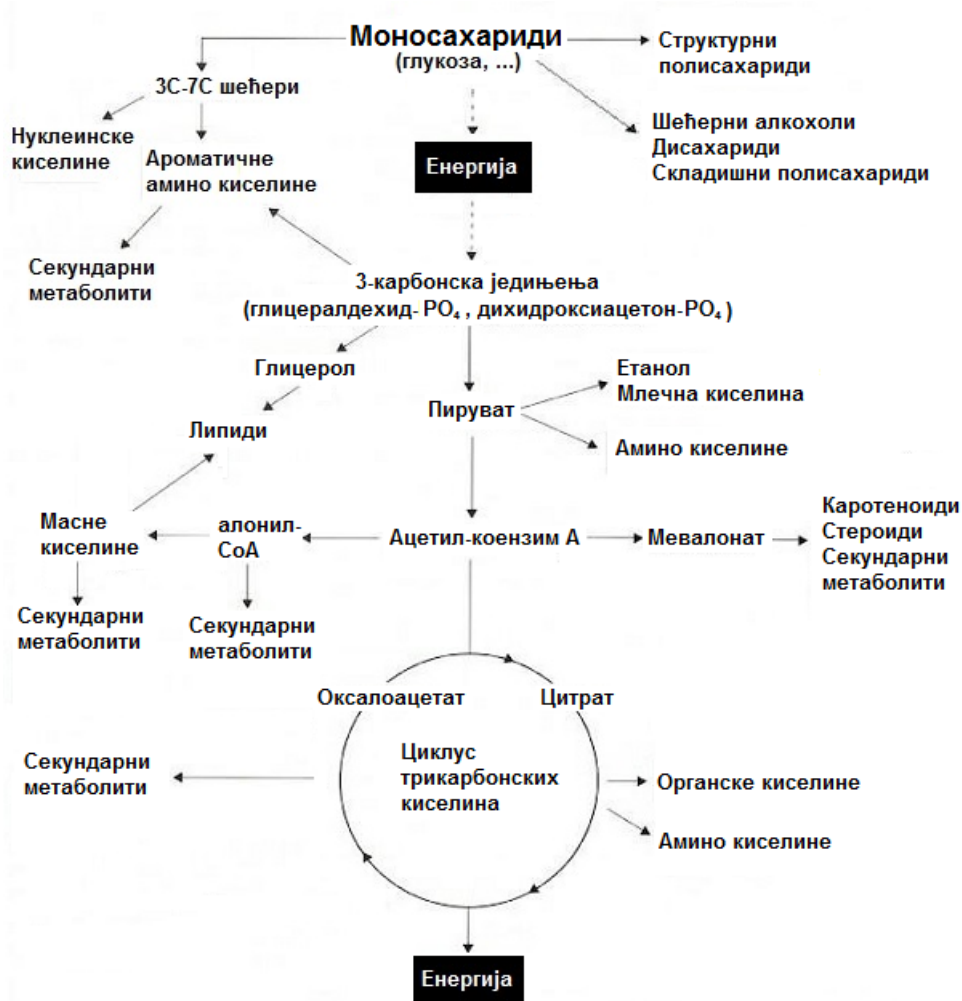 Моносахариди
(глукоза, ...)
Структурни
полисахариди
3С-7С шећери
Шећерни алкохоли
Дисахариди
Складишни полисахариди
Нуклеинске
киселине
Ароматичне
амино киселине
Енергија
Секундарни
метаболити
3-карбонска једињења
(глицералдехид- PO₄ , дихидроксиацетон-PO₄ )
Глицерол
Етанол
Млечна киселина
Пируват
Липиди
Амино киселине
Каротеноиди
Стероиди
Секундарни
метаболити
Масне
киселине
алонил-
CoA
Ацетил-коензим А
Мевалонат
Секундарни
метаболити
Секундарни
метаболити
Оксалоацетат
Цитрат
Циклус
трикарбонских
киселина
Секундарни
метаболити
Органске киселине
Амино киселине
Енергија